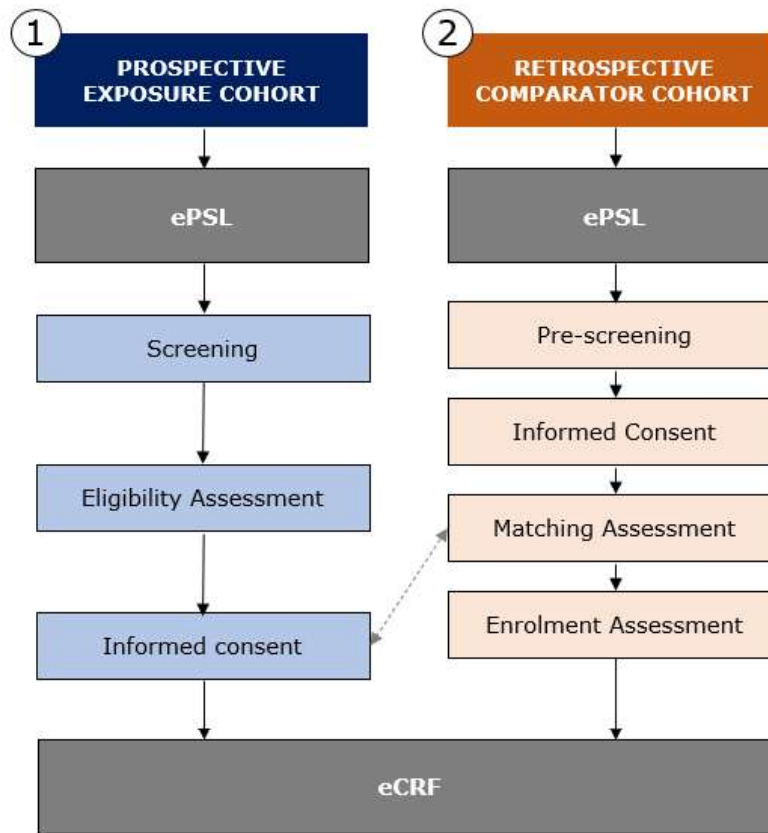 1
PROSPECTIVE
EXPOSURE COHORT
ePSL
Screening
Eligibility Assessment
Informed consent
2
RETROSPECTIVE
COMPARATOR COHORT
ePSL
Pre-screening
Informed Consent
Matching Assessment
Enrolment Assessment
eCRF